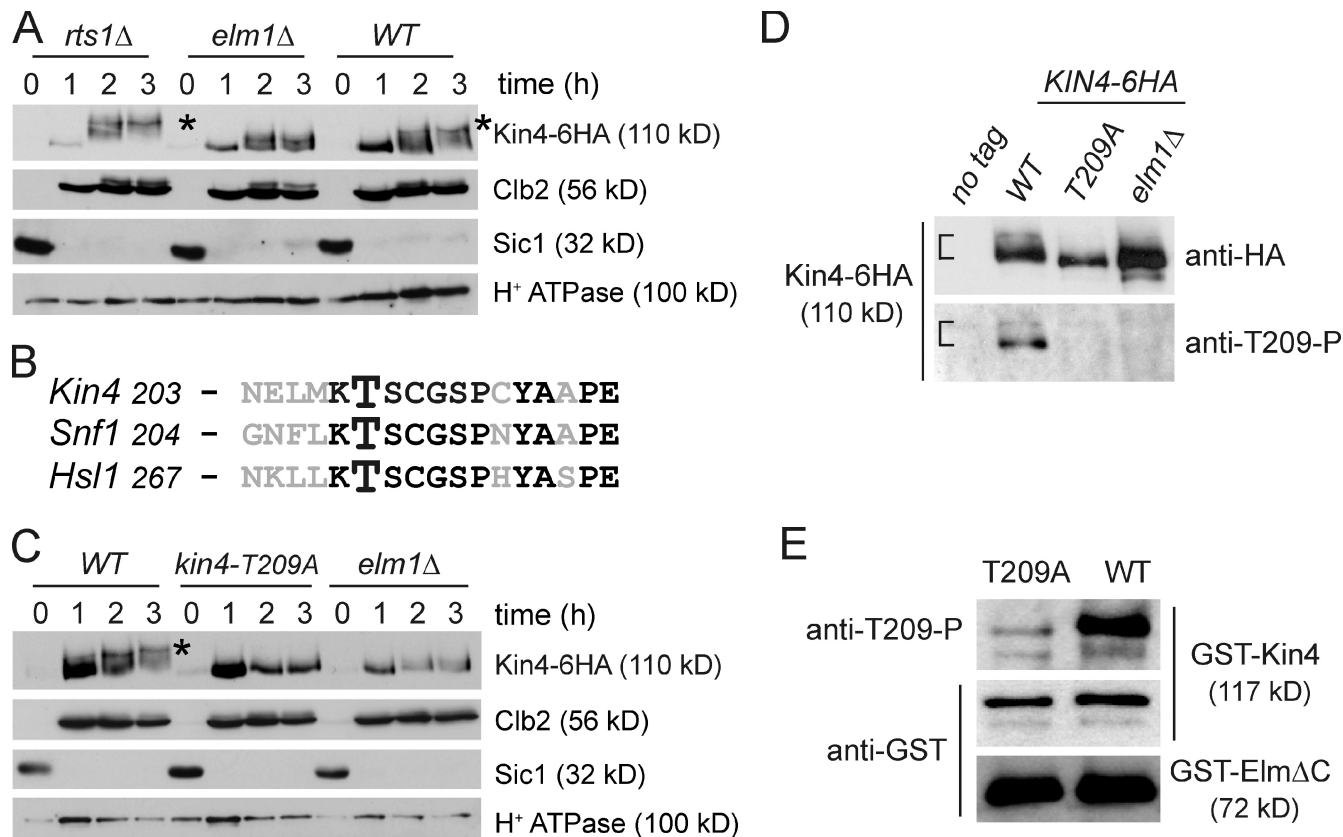 A
rts1Δ elm1Δ WT
0 1 2 3 0 1 2 3 0 1 2 3 time (h)
* * Kin4-6HA (110 kD)
Clb2 (56 kD)
Sic1 (32 kD)
H⁺ ATPase (100 kD)
B
Kin4 203 – NELMKTSCGSPCYAAPE
Snf1 204 – GNFLKTSCGSPNYAAPE
Hsl1 267 – NKLLKTSCGSPHYASPE
C
WT kin4-T209A elm1Δ
0 1 2 3 0 1 2 3 0 1 2 3 time (h)
* Kin4-6HA (110 kD)
Clb2 (56 kD)
Sic1 (32 kD)
H⁺ ATPase (100 kD)
D
KIN4-6HA
no tag WT T209A elm1Δ
Kin4-6HA
(110 kD)
anti-HA
anti-T209-P
E
T209A WT
anti-T209-P
anti-GST
GST-Kin4
(117 kD)
GST-ElmΔC
(72 kD)